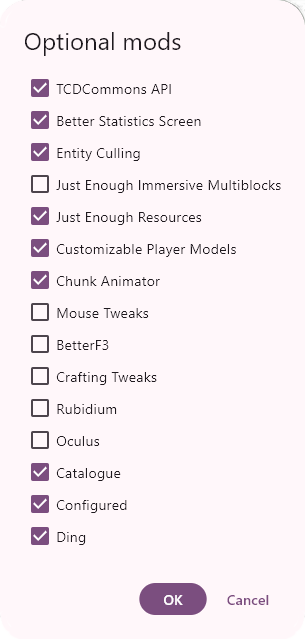 Optional mods
TCDCommons API
Better Statistics Screen
Entity Culling
Just Enough Immersive Multiblocks
Just Enough Resources
Customizable Player Models
Chunk Animator
Mouse Tweaks
BetterF3
Crafting Tweaks
Rubidium
Oculus
Catalogue
Configured
Ding
OK Cancel